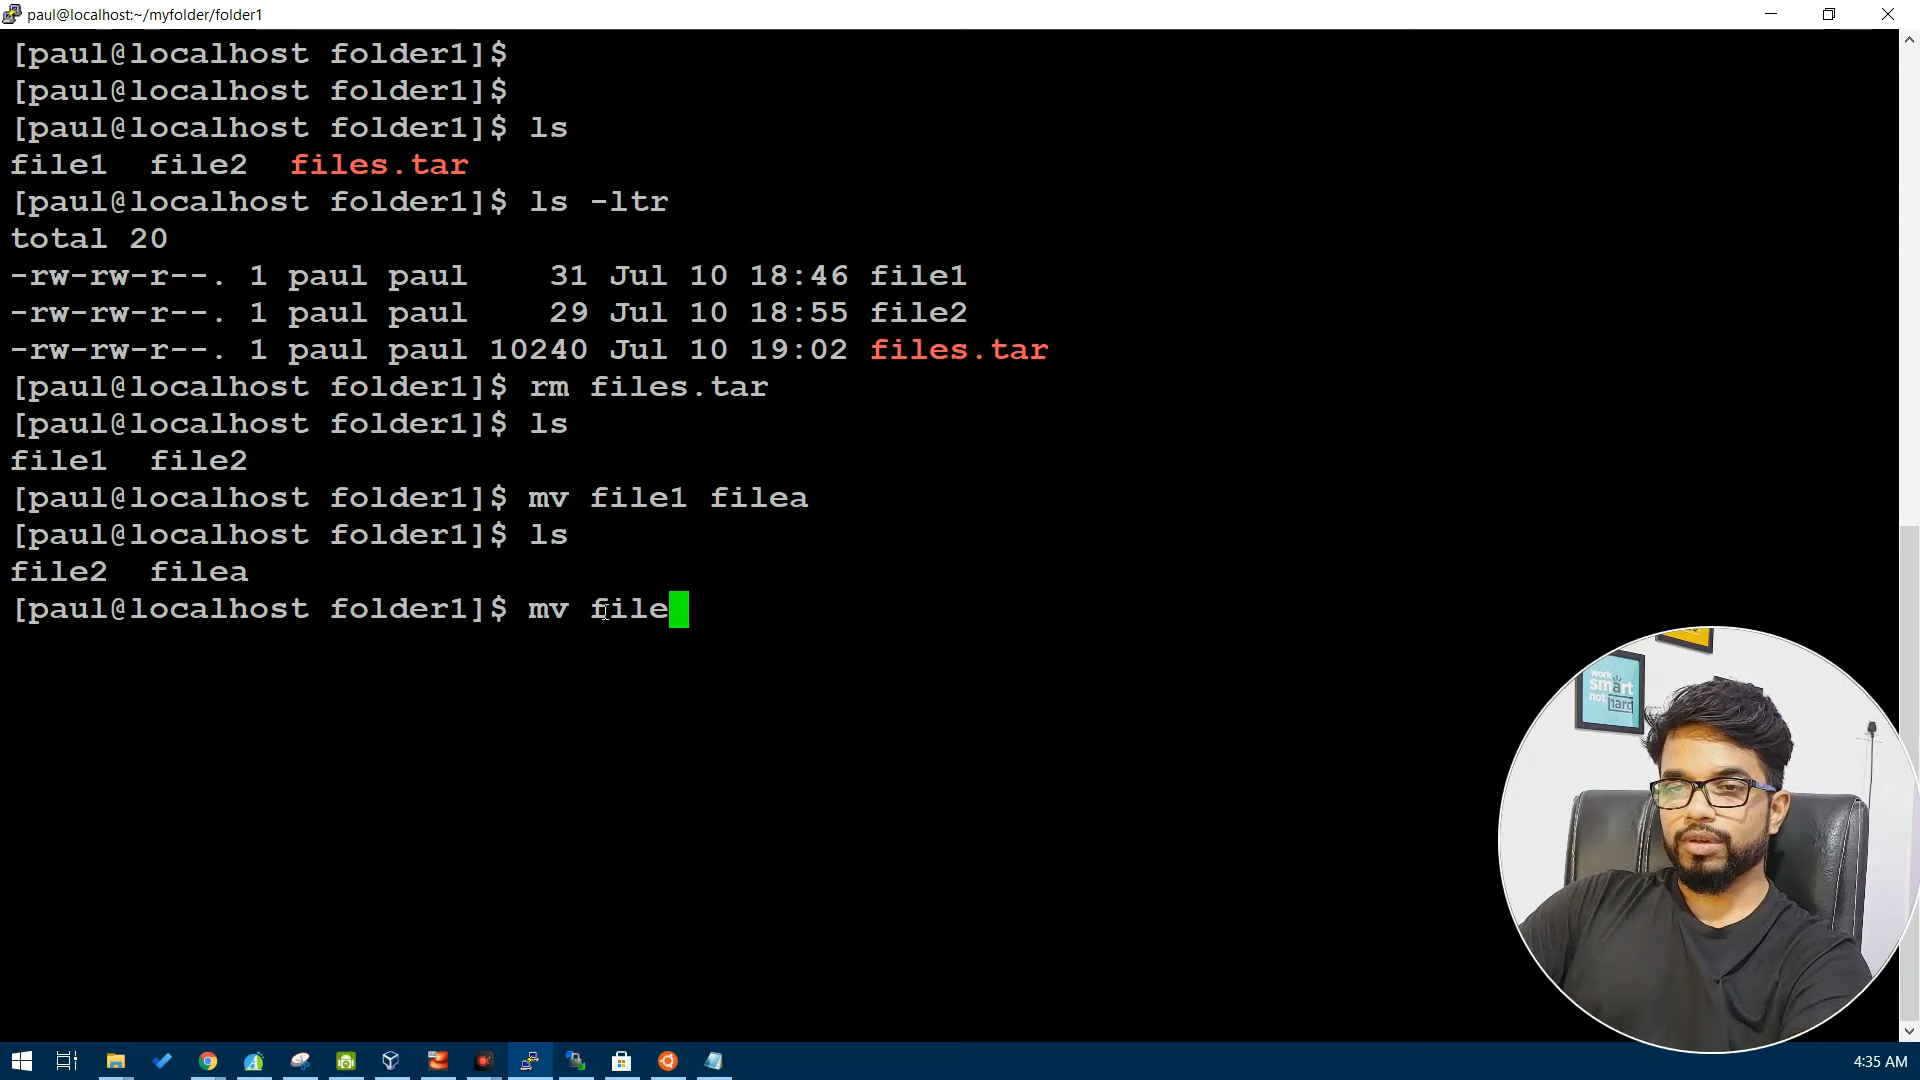 paul@localhost:~/myfolder/folder1
[paul@localhost folder1]$
[paul@localhost folder1]$
[paul@localhost folder1]$ ls
file1  file2  files.tar
[paul@localhost folder1]$ ls -ltr
total 20
-rw-rw-r--. 1 paul paul    31 Jul 10 18:46 file1
-rw-rw-r--. 1 paul paul    29 Jul 10 18:55 file2
-rw-rw-r--. 1 paul paul 10240 Jul 10 19:02 files.tar
[paul@localhost folder1]$ rm files.tar
[paul@localhost folder1]$ ls
file1  file2
[paul@localhost folder1]$ mv file1 filea
[paul@localhost folder1]$ ls
file2  filea
[paul@localhost folder1]$ mv file
work
smart
not
hard
4:35 AM